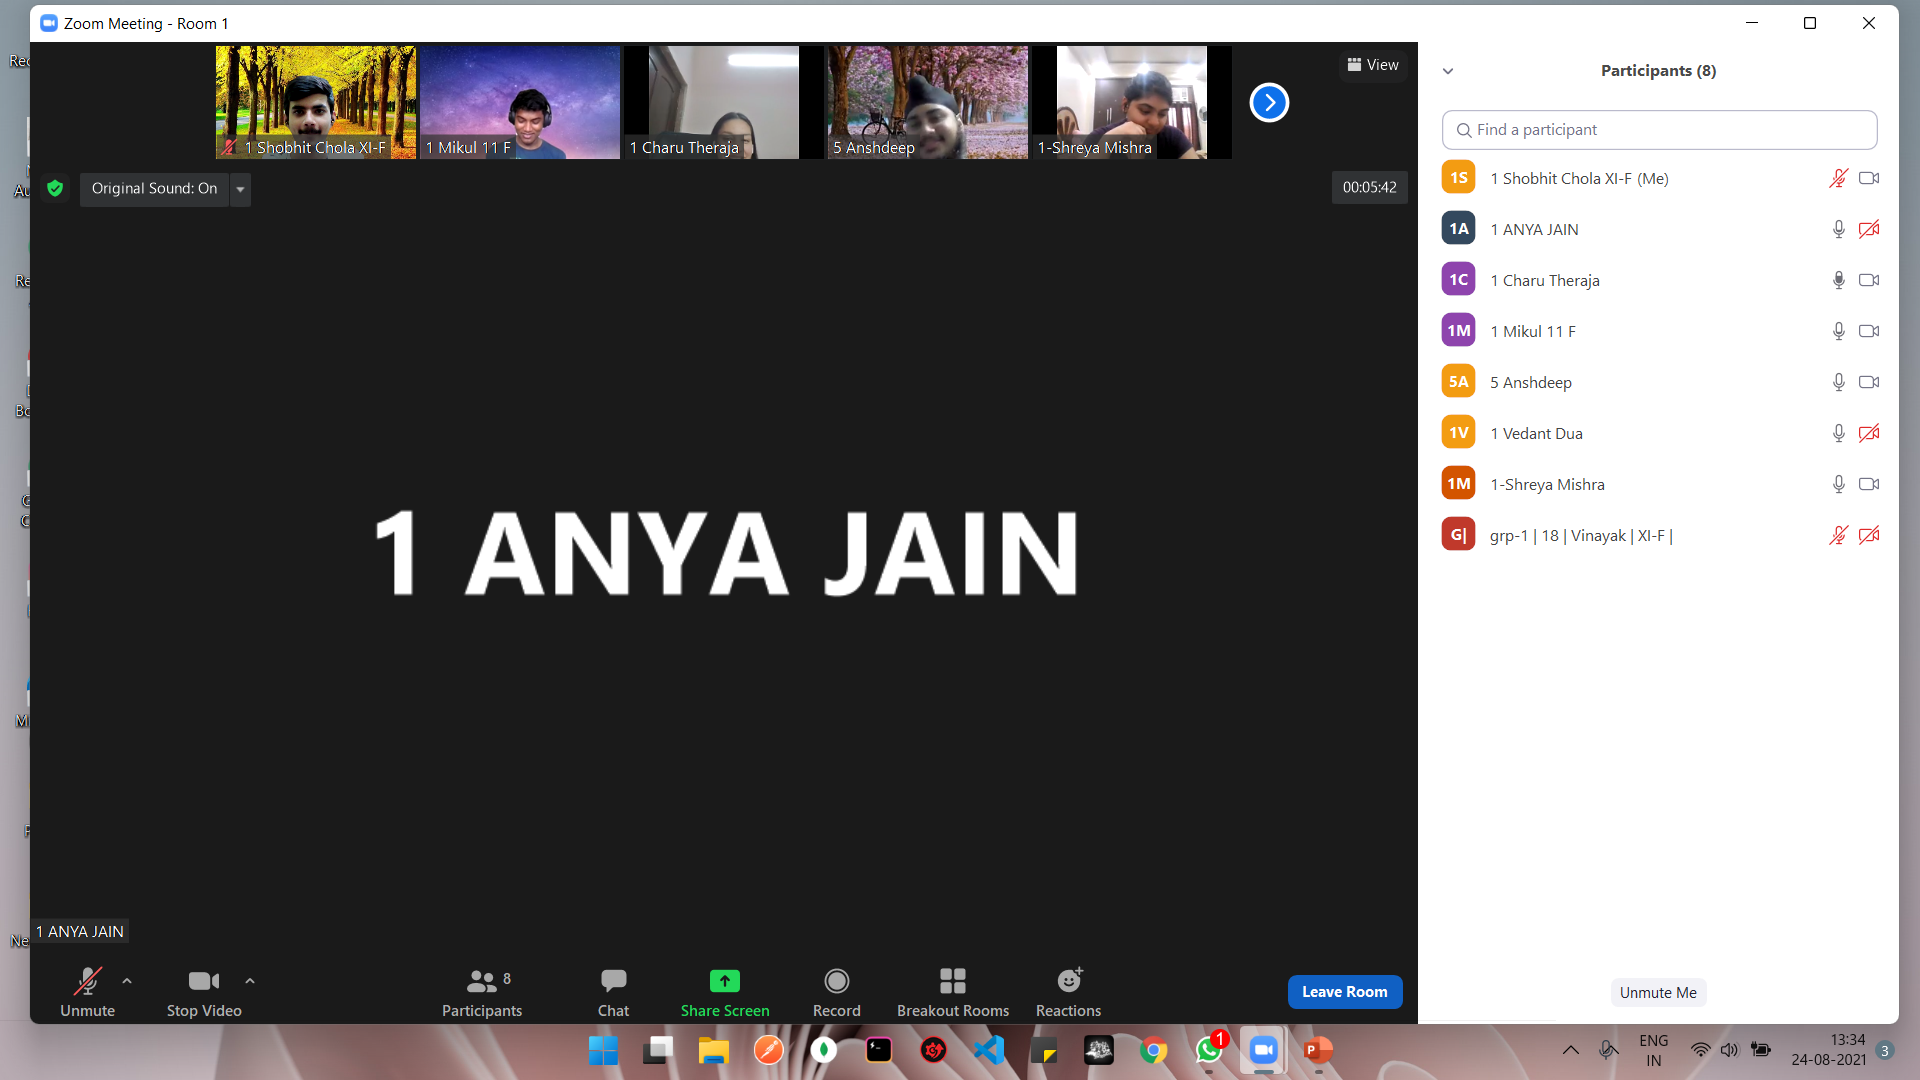 Zoom Meeting - Room 1
1 Shobhit Chola XI-F
1 Mikul 11 F
1 Charu Theraja
5 Anshdeep
1-Shreya Mishra
View
Original Sound: On
00:05:42
1 ANYA JAIN
1 ANYA JAIN
Unmute
Stop Video
8
Participants
Chat
Share Screen
Record
Breakout Rooms
Reactions
Leave Room
Participants (8)
Find a participant
1S 1 Shobhit Chola XI-F (Me)
1A 1 ANYA JAIN
1C 1 Charu Theraja
1M 1 Mikul 11 F
5A 5 Anshdeep
1V 1 Vedant Dua
1M 1-Shreya Mishra
G| grp-1 | 18 | Vinayak | XI-F |
Unmute Me
1
P
ENG
IN
13:34
24-08-2021
3